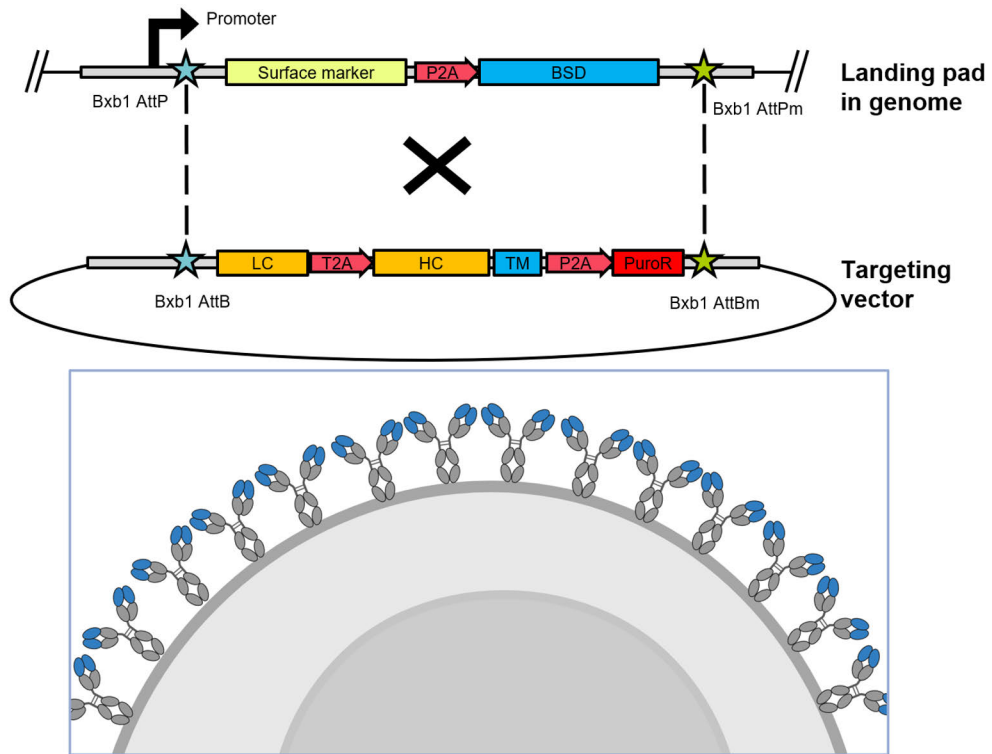 Promoter
Surface marker
P2A
BSD
Bxb1 AttP
Bxb1 AttPm
Landing pad
in genome
LC
T2A
HC
TM
P2A
PuroR
Bxb1 AttB
Bxb1 AttBm
Targeting
vector